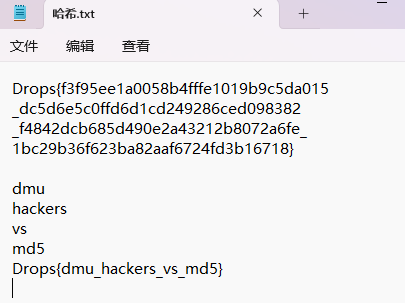 哈希.txt
文件 编辑 查看
Drops{f3f95ee1a0058b4fffe1019b9c5da015
_dc5d6e5c0ffd6d1cd249286ced098382
_f4842dcb685d490e2a43212b8072a6fe_
1bc29b36f623ba82aaf6724fd3b16718}
dmu
hackers
vs
md5
Drops{dmu_hackers_vs_md5}